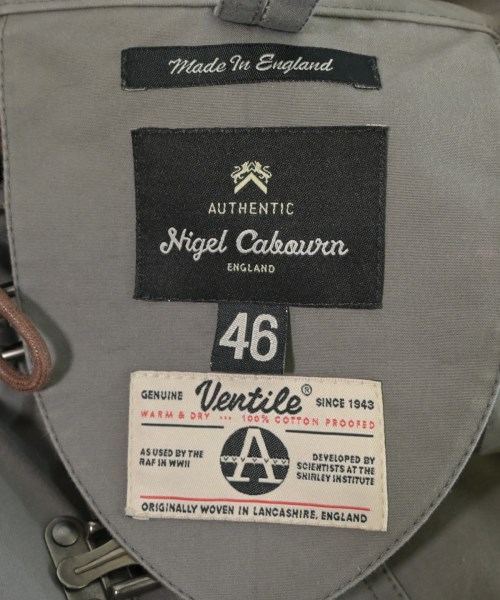 Made In England
AUTHENTIC
Nigel Cabourn
ENGLAND
46
GENUINE Ventile® SINCE 1943
WARM & DRY ... 100% COTTON PROOFED
AS USED BY THE
RAF IN WWII
A
DEVELOPED BY
SCIENTISTS AT THE
SHIRLEY INSTITUTE
ORIGINALLY WOVEN IN LANCASHIRE, ENGLAND